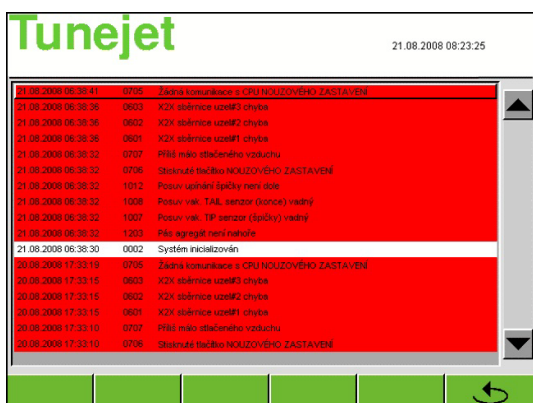 Tunejet
21.08.2008 08:23:25
21.08.2008 06:38:41 0705 Žádná komunikace s CPU NOUZOVÉHO ZASTAVENÍ
21.08.2008 06:38:36 0603 X2X sběrnice uzel#3 chyba
21.08.2008 06:38:36 0602 X2X sběrnice uzel#2 chyba
21.08.2008 06:38:36 0601 X2X sběrnice uzel#1 chyba
21.08.2008 06:38:32 0707 Příliš málo stlačeného vzduchu
21.08.2008 06:38:32 0706 Stisknuté tlačítko NOUZOVÉHO ZASTAVENÍ
21.08.2008 06:38:32 1012 Posuv upínání špičky není dole
21.08.2008 06:38:32 1008 Posuv vak. TAIL senzor (konce) vadný
21.08.2008 06:38:32 1007 Posuv vak. TIP senzor (špičky) vadný
21.08.2008 06:38:32 1203 Pás agregát není nahoře
21.08.2008 06:38:30 0002 Systém inicializován
20.08.2008 17:33:19 0705 Žádná komunikace s CPU NOUZOVÉHO ZASTAVENÍ
20.08.2008 17:33:15 0603 X2X sběrnice uzel#3 chyba
20.08.2008 17:33:15 0602 X2X sběrnice uzel#2 chyba
20.08.2008 17:33:15 0601 X2X sběrnice uzel#1 chyba
20.08.2008 17:33:10 0707 Příliš málo stlačeného vzduchu
20.08.2008 17:33:10 0706 Stisknuté tlačítko NOUZOVÉHO ZASTAVENÍ